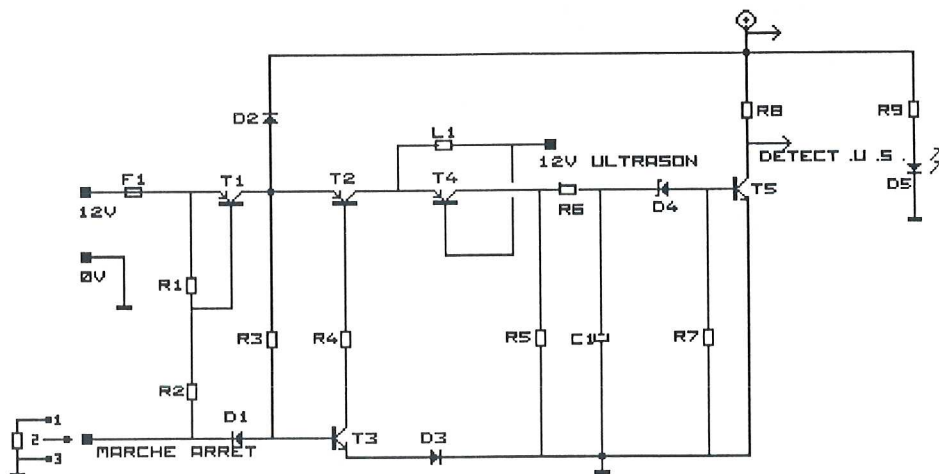 R8
R9
D2
L1
12V ULTRASON
DETECT .U .S .
F1
T1
T2
T4
T5
D5
12V
R6
D4
0V
R1
R3
R4
R5
C1
R7
R2
1
D1
2
T3
D3
3
MARCHE ARRET